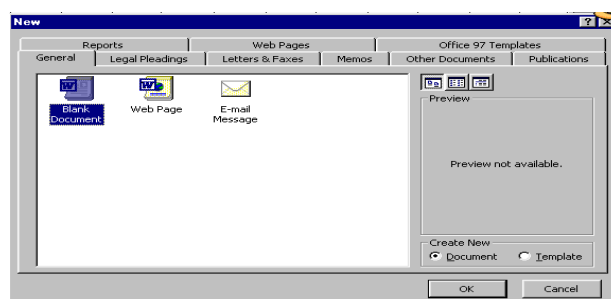 New
Reports Web Pages Office 97 Templates
General Legal Pleadings Letters & Faxes Memos Other Documents Publications
Blank Document
Web Page
E-mail Message
Preview
Preview not available.
Create New
Document Template
OK Cancel